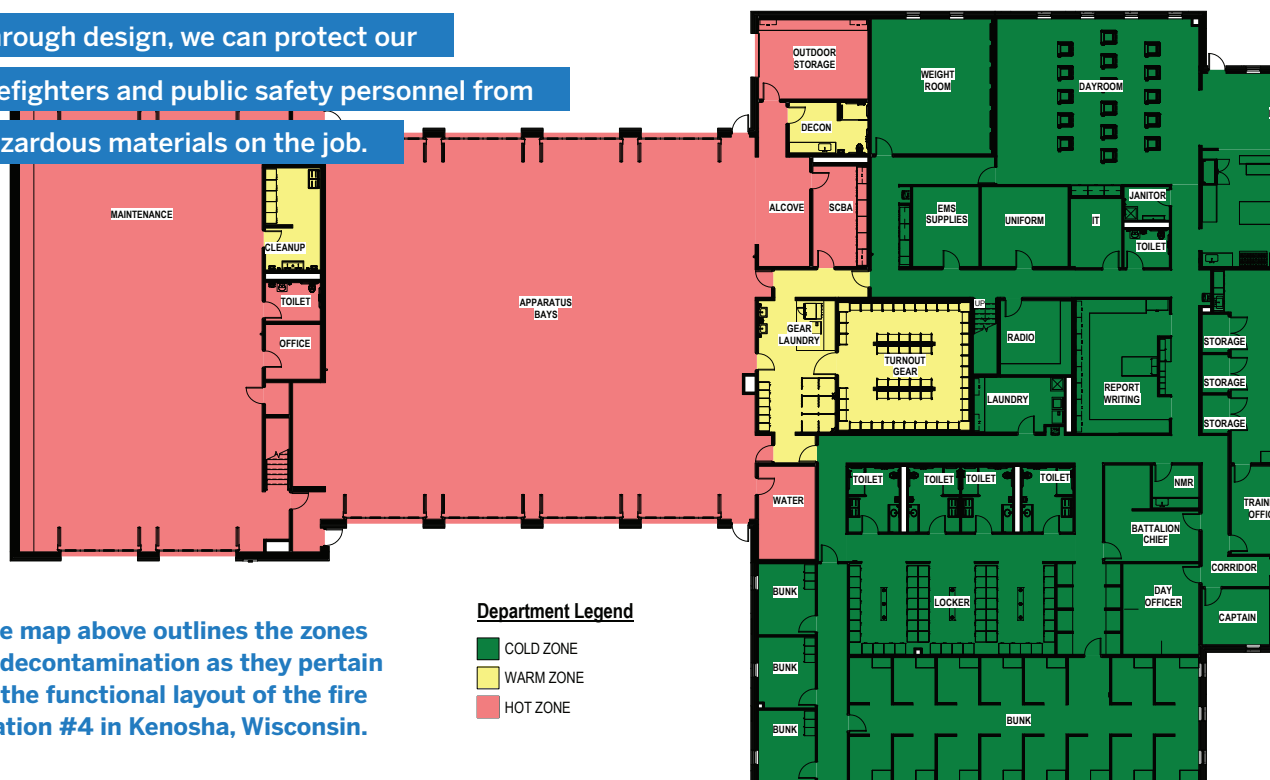 rough design, we can protect our
efighters and public safety personnel from
zardous materials on the job.
OUTDOOR
STORAGE
WEIGHT
ROOM
DAYROOM
DECON
MAINTENANCE
ALCOVE
SCBA
EMS
SUPPLIES
UNIFORM
IT
JANITOR
TOILET
CLEANUP
TOILET
OFFICE
APPARATUS
BAYS
GEAR
LAUNDRY
TURNOUT
GEAR
UP
RADIO
LAUNDRY
REPORT
WRITING
STORAGE
STORAGE
STORAGE
WATER
TOILET
TOILET
TOILET
TOILET
NMR
BATTALION
CHIEF
TRAIN
OFFIC
CORRIDOR
DAY
OFFICER
CAPTAIN
BUNK
LOCKER
BUNK
BUNK
BUNK
e map above outlines the zones
decontamination as they pertain
the functional layout of the fire
ation #4 in Kenosha, Wisconsin.
Department Legend
COLD ZONE
WARM ZONE
HOT ZONE